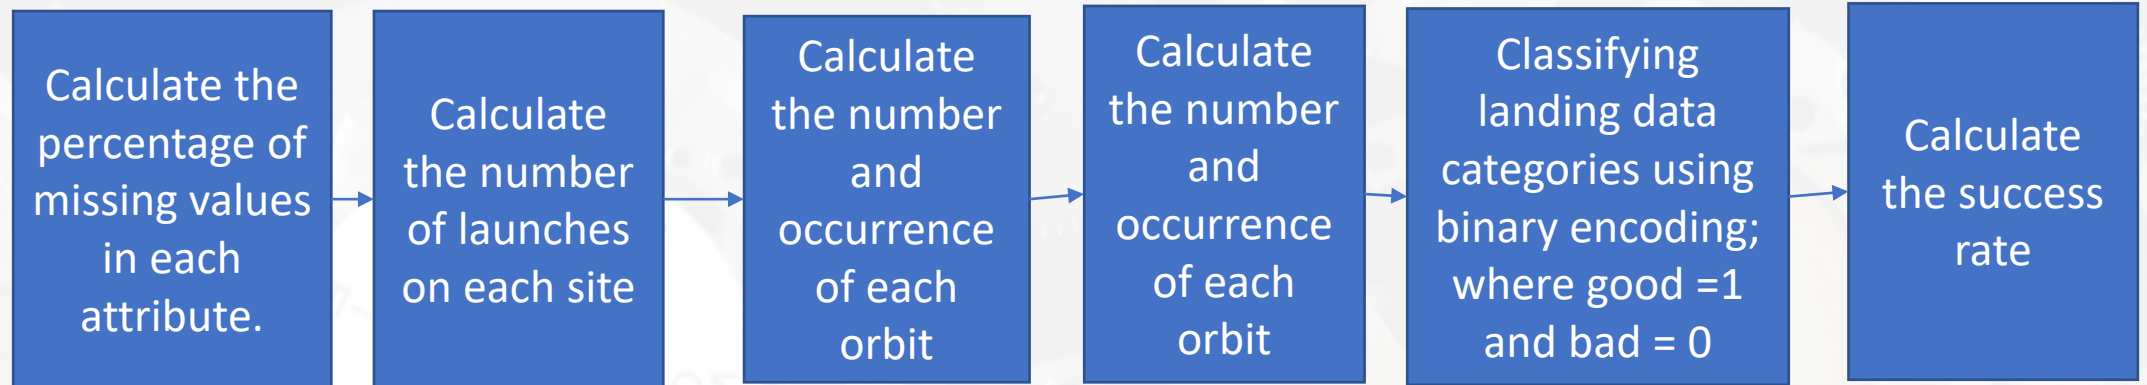 Calculate the
percentage of
missing values
in each
attribute.
Calculate
the number
of launches
on each site
Calculate
the number
and
occurrence
of each
orbit
Calculate
the number
and
occurrence
of each
orbit
Classifying
landing data
categories using
binary encoding;
where good =1
and bad = 0
Calculate
the success
rate